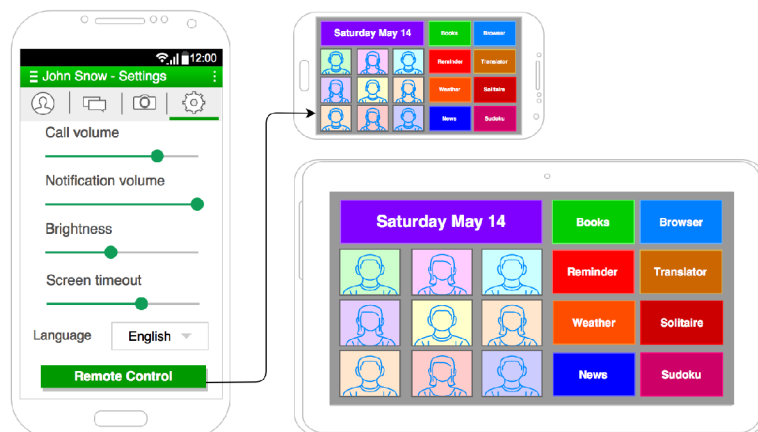 12:00
John Snow - Settings
Call volume
Notification volume
Brightness
Screen timeout
Language English
Remote Control
Saturday May 14
Books Browser
Reminder Translator
Weather Solitaire
News Sudoku
Saturday May 14
Books Browser
Reminder Translator
Weather Solitaire
News Sudoku